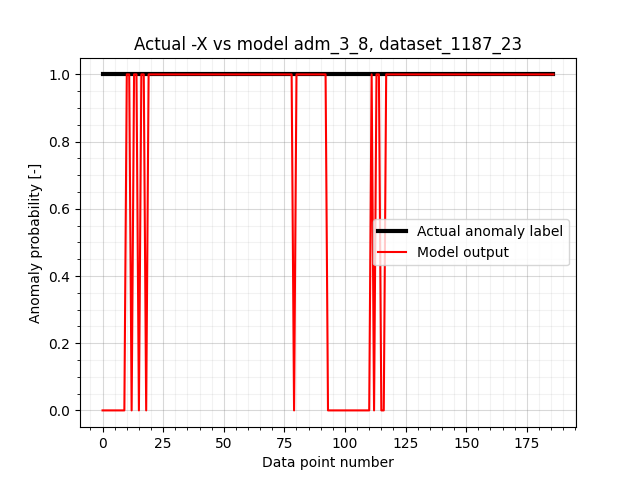 Actual -X vs model adm_3_8, dataset_1187_23
Anomaly probability [-]
1.0
0.8
0.6
0.4
0.2
0.0
Actual anomaly label
Model output
0 25 50 75 100 125 150 175
Data point number